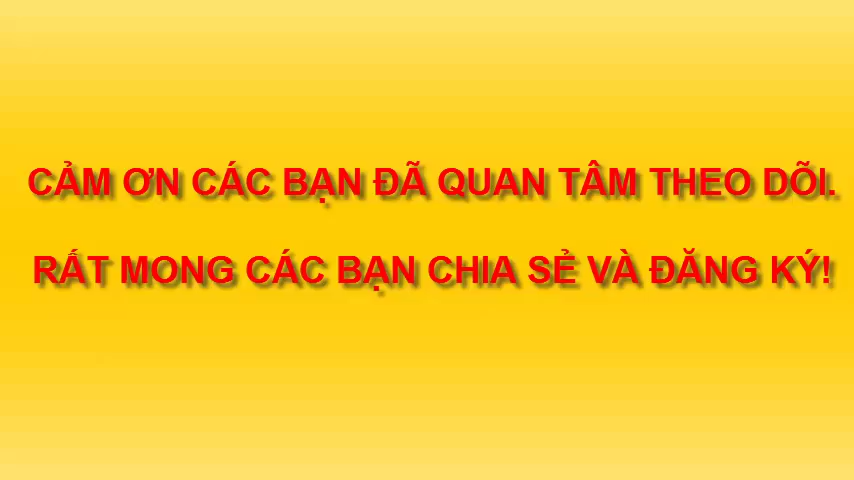 CẢM ƠN CÁC BẠN ĐÃ QUAN TÂM THEO DÕI.
RẤT MONG CÁC BẠN CHIA SẺ VÀ ĐĂNG KÝ!